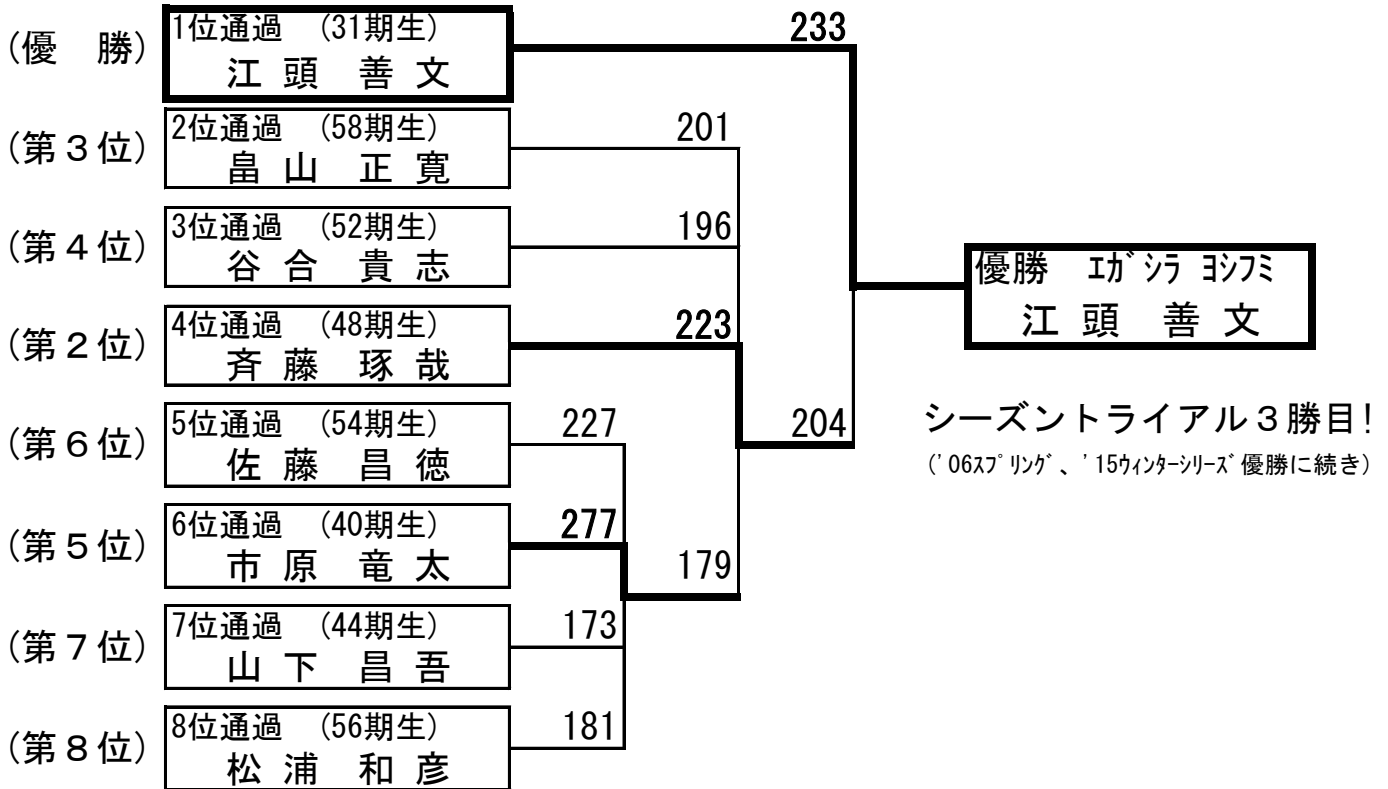 (優　勝)
1位通過　(31期生)
江 頭　善 文
233
(第３位)
2位通過　(58期生)
畠 山　正 寛
201
(第４位)
3位通過　(52期生)
谷 合　貴 志
196
(第２位)
4位通過　(48期生)
斉 藤　琢 哉
223
(第６位)
5位通過　(54期生)
佐 藤　昌 徳
227
(第５位)
6位通過　(40期生)
市 原　竜 太
277
179
(第７位)
7位通過　(44期生)
山 下　昌 吾
173
(第８位)
8位通過　(56期生)
松 浦　和 彦
181
204
優勝　ｴｶﾞｼﾗ ﾖｼﾌﾐ
江 頭　善 文
シーズントライアル３勝目!
('06ｽﾌﾟﾘﾝｸﾞ、'15ｳｨﾝﾀｰｼﾘｰｽﾞ優勝に続き)